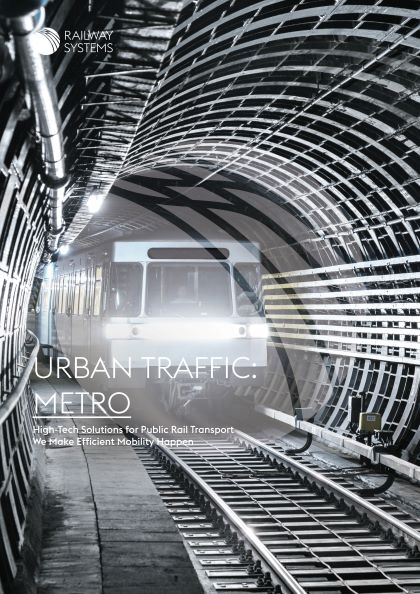 RAILWAY
SYSTEMS
URBAN TRAFFIC:
METRO
High-Tech Solutions for Public Rail Transport
We Make Efficient Mobility Happen